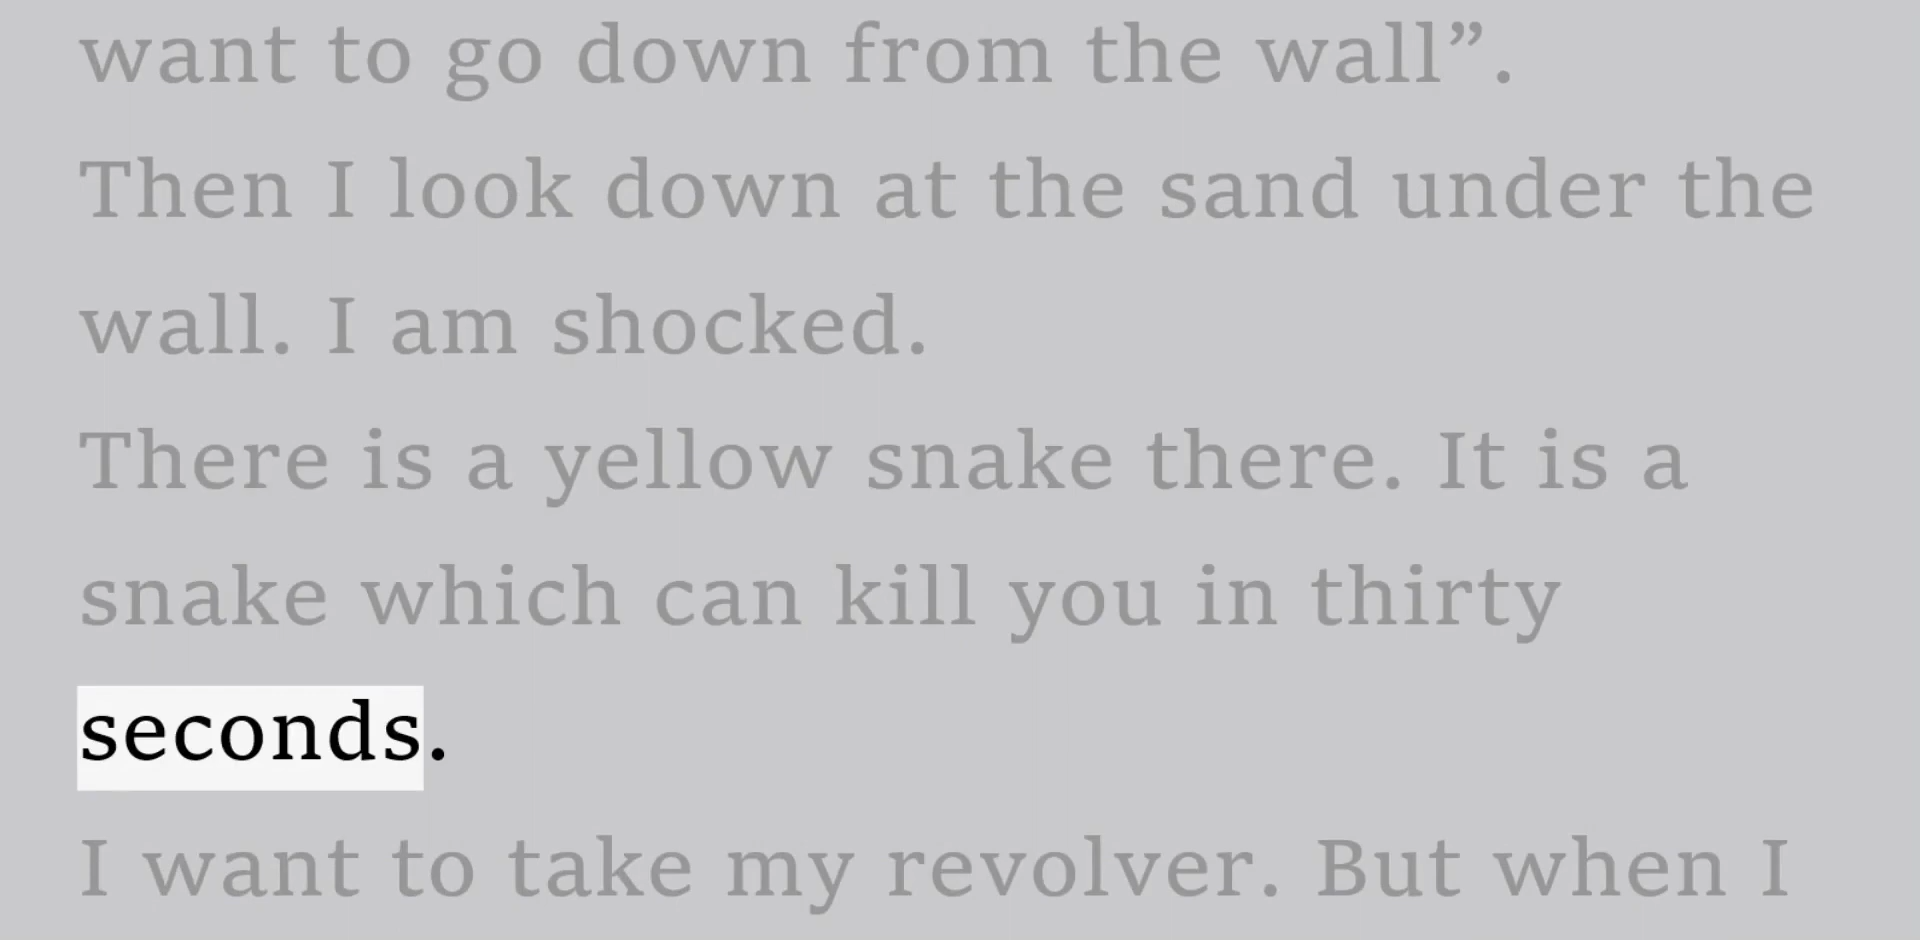 want to go down from the wall”.
Then I look down at the sand under the
wall. I am shocked.
There is a yellow snake there. It is a
snake which can kill you in thirty
seconds.
I want to take my revolver. But when I